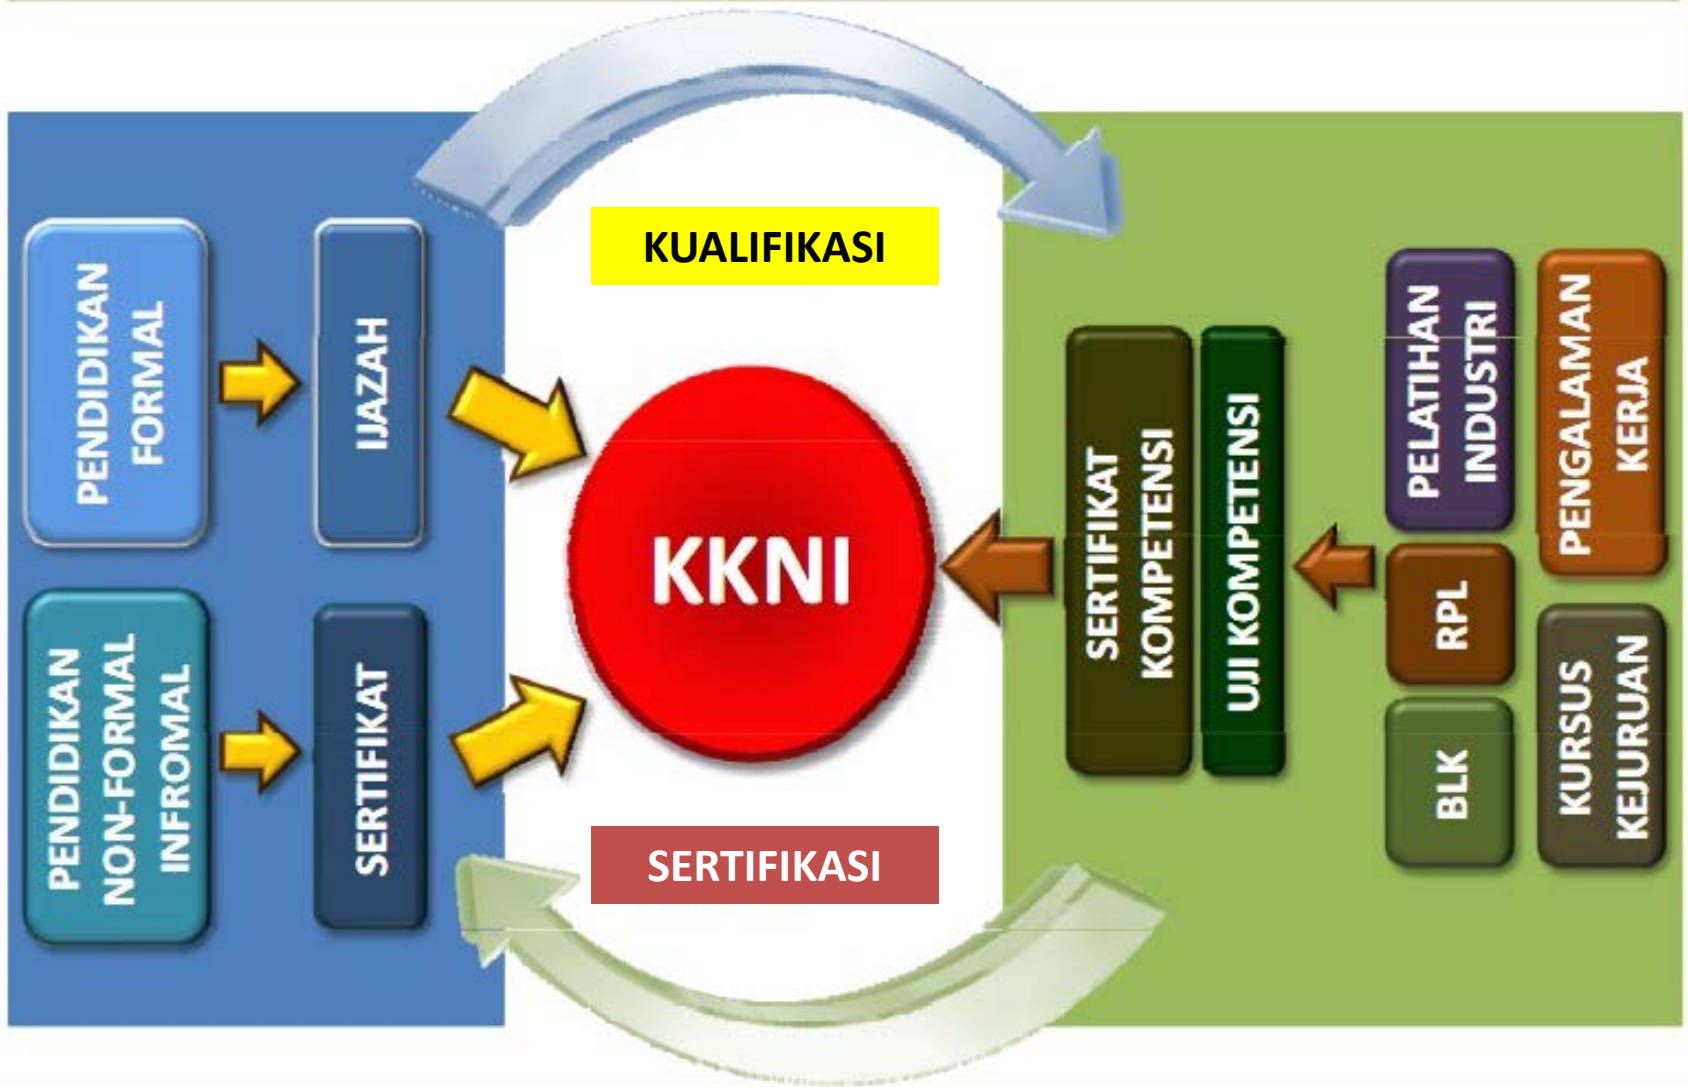 KUALIFIKASI
PENDIDIKAN
FORMAL
IJAZAH
PENDIDIKAN
NON-FORMAL
INFROMAL
SERTIFIKAT
KKNI
SERTIFIKASI
SERTIFIKAT
KOMPETENSI
UJI KOMPETENSI
PELATIHAN
INDUSTRI
RPL
BLK
PENGALAMAN
KERJA
KURSUS
KEJURUAN